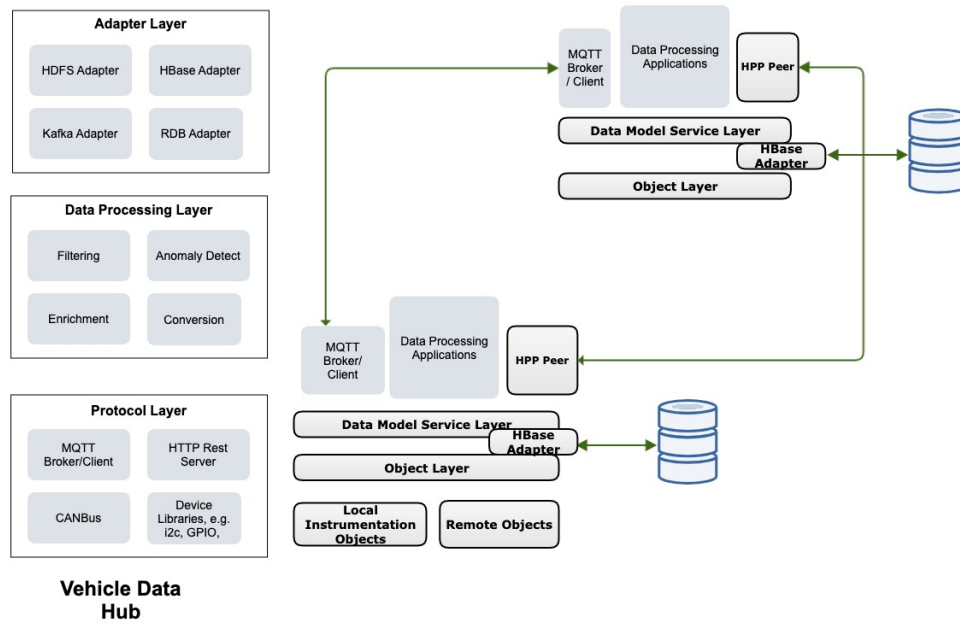 Adapter Layer
HDFS Adapter
HBase Adapter
Kafka Adapter
RDB Adapter
Data Processing Layer
Filtering
Anomaly Detect
Enrichment
Conversion
Protocol Layer
MQTT
Broker/Client
HTTP Rest
Server
CANBus
Device
Libraries, e.g.
i2c, GPIO,
Vehicle Data
Hub
MQTT
Broker
/ Client
Data Processing
Applications
HPP Peer
Data Model Service Layer
HBase
Adapter
Object Layer
MQTT
Broker/
Client
Data Processing
Applications
HPP Peer
Data Model Service Layer
HBase
Adapter
Object Layer
Local
Instrumentation
Objects
Remote Objects